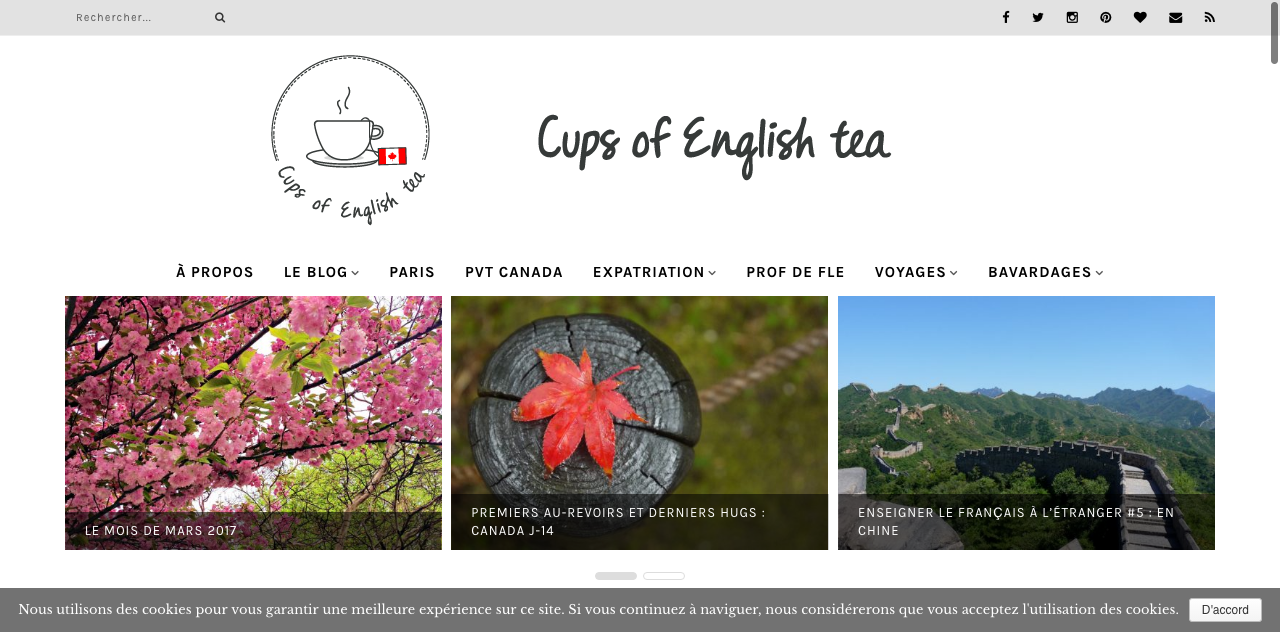 Rechercher...
Cups of English tea
Cups of English tea
À PROPOS LE BLOG PARIS PVT CANADA EXPATRIATION PROF DE FLE VOYAGES BAVARDAGES
LE MOIS DE MARS 2017
PREMIERS AU-REVOIRS ET DERNIERS HUGS :
CANADA J-14
ENSEIGNER LE FRANÇAIS À L'ÉTRANGER #5 : EN
CHINE
Nous utilisons des cookies pour vous garantir une meilleure expérience sur ce site. Si vous continuez à naviguer, nous considérerons que vous acceptez l'utilisation des cookies. D'accord